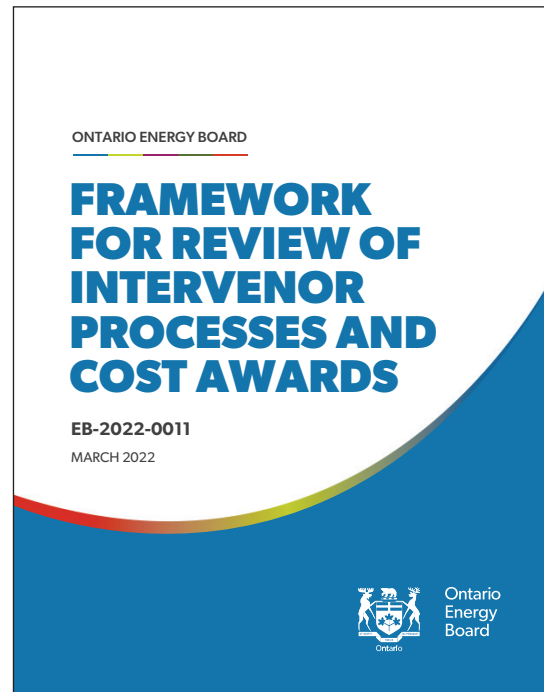 ONTARIO ENERGY BOARD
FRAMEWORK
FOR REVIEW OF
INTERVENOR
PROCESSES AND
COST AWARDS
EB-2022-0011
MARCH 2022
Ontario
Energy
Board
Ontario